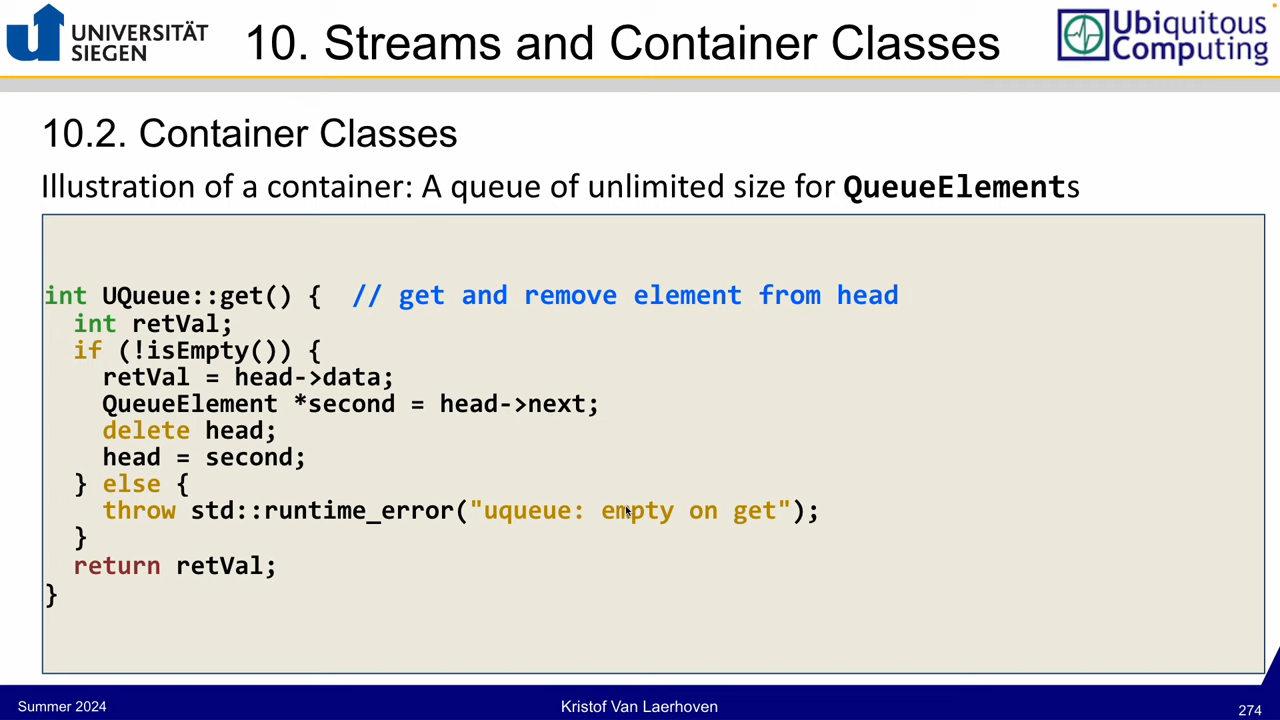 UNIVERSITÄT
SIEGEN
10. Streams and Container Classes
Ubiquitous
Computing
10.2. Container Classes
Illustration of a container: A queue of unlimited size for QueueElements
int UQueue::get() {  // get and remove element from head
  int retVal;
  if (!isEmpty()) {
    retVal = head->data;
    QueueElement *second = head->next;
    delete head;
    head = second;
  } else {
    throw std::runtime_error("uqueue: empty on get");
  }
  return retVal;
}
Summer 2024
Kristof Van Laerhoven
274